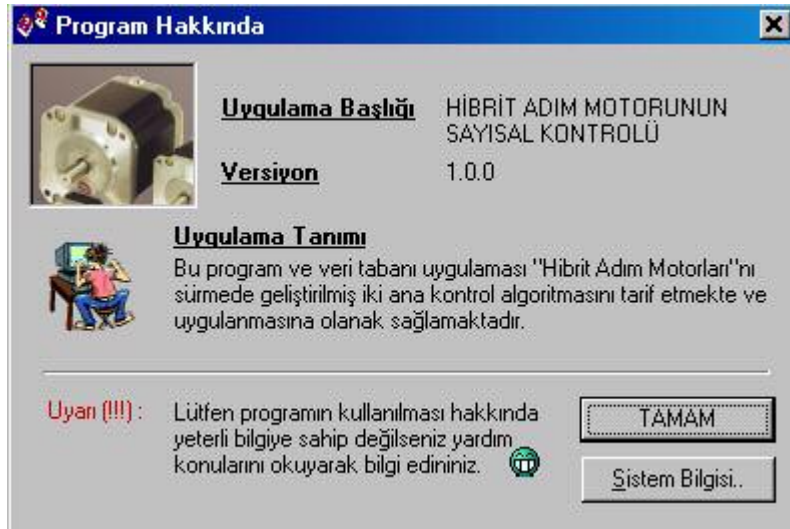 Program Hakkında
Uygulama Başlığı HİBRİT ADIM MOTORUNUN
SAYISAL KONTROLÜ
Versiyon 1.0.0
Uygulama Tanımı
Bu program ve veri tabanı uygulaması "Hibrit Adım Motorları"nı
sürmede geliştirilmiş iki ana kontrol algoritmasını tarif etmekte ve
uygulanmasına olanak sağlamaktadır.
Uyarı (!!!) : Lütfen programın kullanılması hakkında
yeterli bilgiye sahip değilseniz yardım
konularını okuyarak bilgi edininiz.
TAMAM
Sistem Bilgisi..